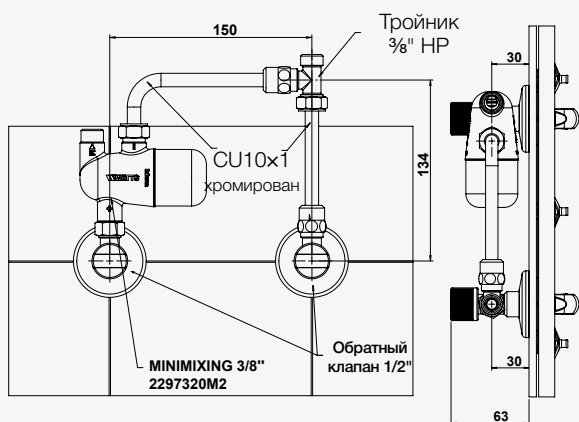 150
Тройник
⅜" НР
30
CU10×1
хромирован
134
WATTS
Обратный
клапан 1/2"
MINIMIXING 3/8"
2297320M2
30
63